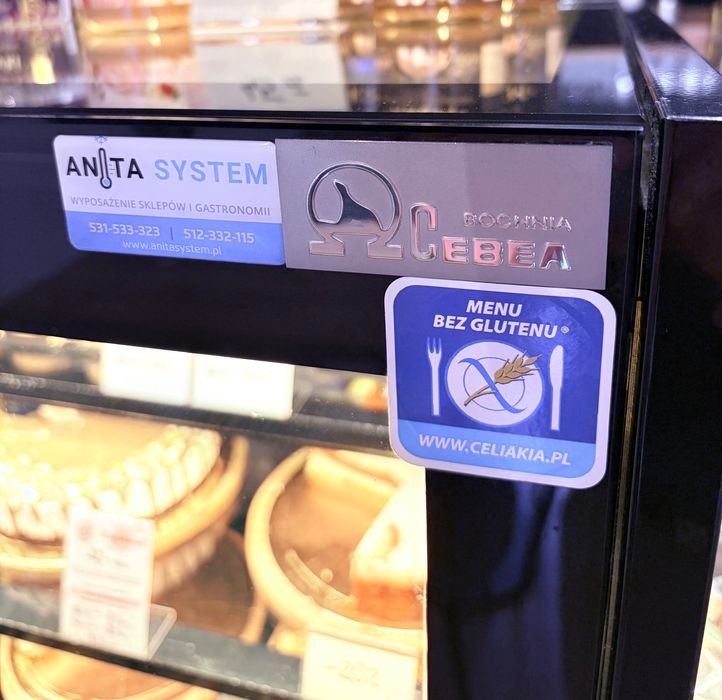 ANITA SYSTEM
WYPOSAŻENIE SKLEPÓW I GASTRONOMII
531-533-323 | 512-332-115
www.anitasystem.pl
BOCHNIA
CEBEA
MENU
BEZ GLUTENU®
WWW.CELIAKIA.PL